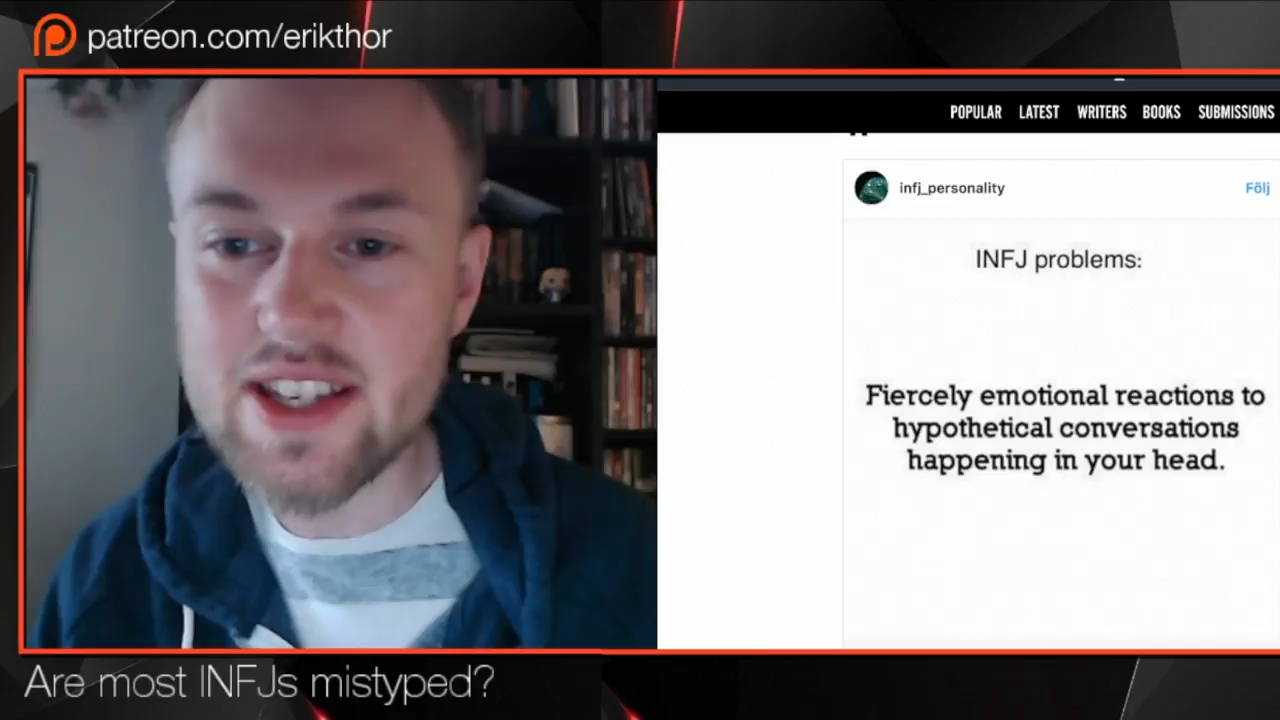 patreon.com/erikthor
POPULAR LATEST WRITERS BOOKS SUBMISSIONS
infj_personality Följ
INFJ problems:
Fiercely emotional reactions to
hypothetical conversations
happening in your head.
Are most INFJs mistyped?